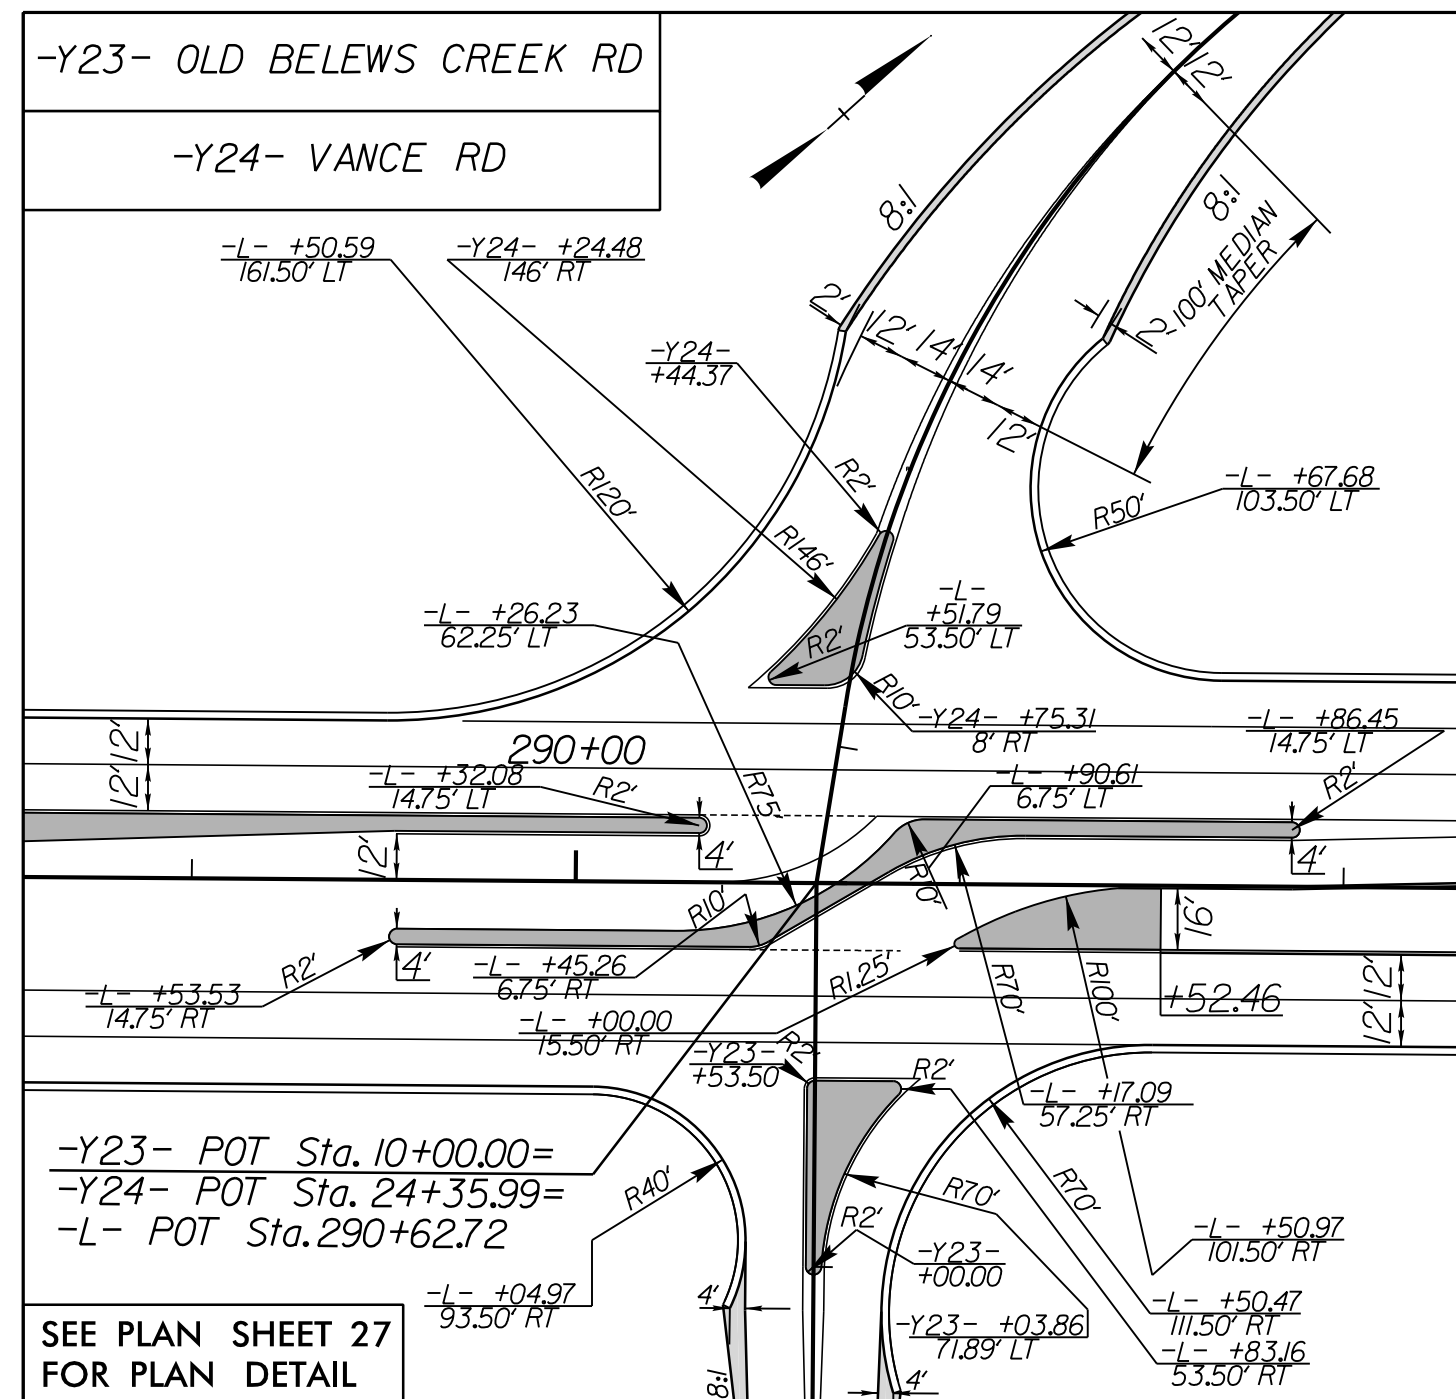 -Y23- OLD BELEWS CREEK RD
-Y24- VANCE RD
12'
12'
8:1
8:1
100' MEDIAN
TAPER
-L- +50.59
161.50' LT
-Y24- +24.48
146' RT
2'
12'
14'
14'
12'
2'
-Y24-
+44.37
R2'
R120'
R146'
-L- +67.68
103.50' LT
R50'
-L- +26.23
62.25' LT
-L-
+51.79
53.50' LT
R2'
R10'
-Y24- +75.31
8' RT
-L- +86.45
14.75' LT
12'
12'
290+00
-L- +32.08
14.75' LT
R2'
R75'
-L- +90.61
6.75' LT
R2'
12'
4'
4'
R10'
R10'
16'
R2'
4'
-L- +45.26
6.75' RT
R1.25'
R70'
R100'
+52.46
12'
12'
-L- +53.53
14.75' RT
-L- +00.00
15.50' RT
-Y23-
+53.50
R2'
R2'
-L- +17.09
57.25' RT
-Y23- POT Sta. 10+00.00=
-Y24- POT Sta. 24+35.99=
-L- POT Sta. 290+62.72
R40'
R70'
R70'
R2'
-L- +50.97
101.50' RT
-Y23-
+00.00
-L- +04.97
93.50' RT
4'
-Y23- +03.86
71.89' LT
-L- +50.47
111.50' RT
-L- +83.16
53.50' RT
SEE PLAN SHEET 27
FOR PLAN DETAIL
8:1
4'